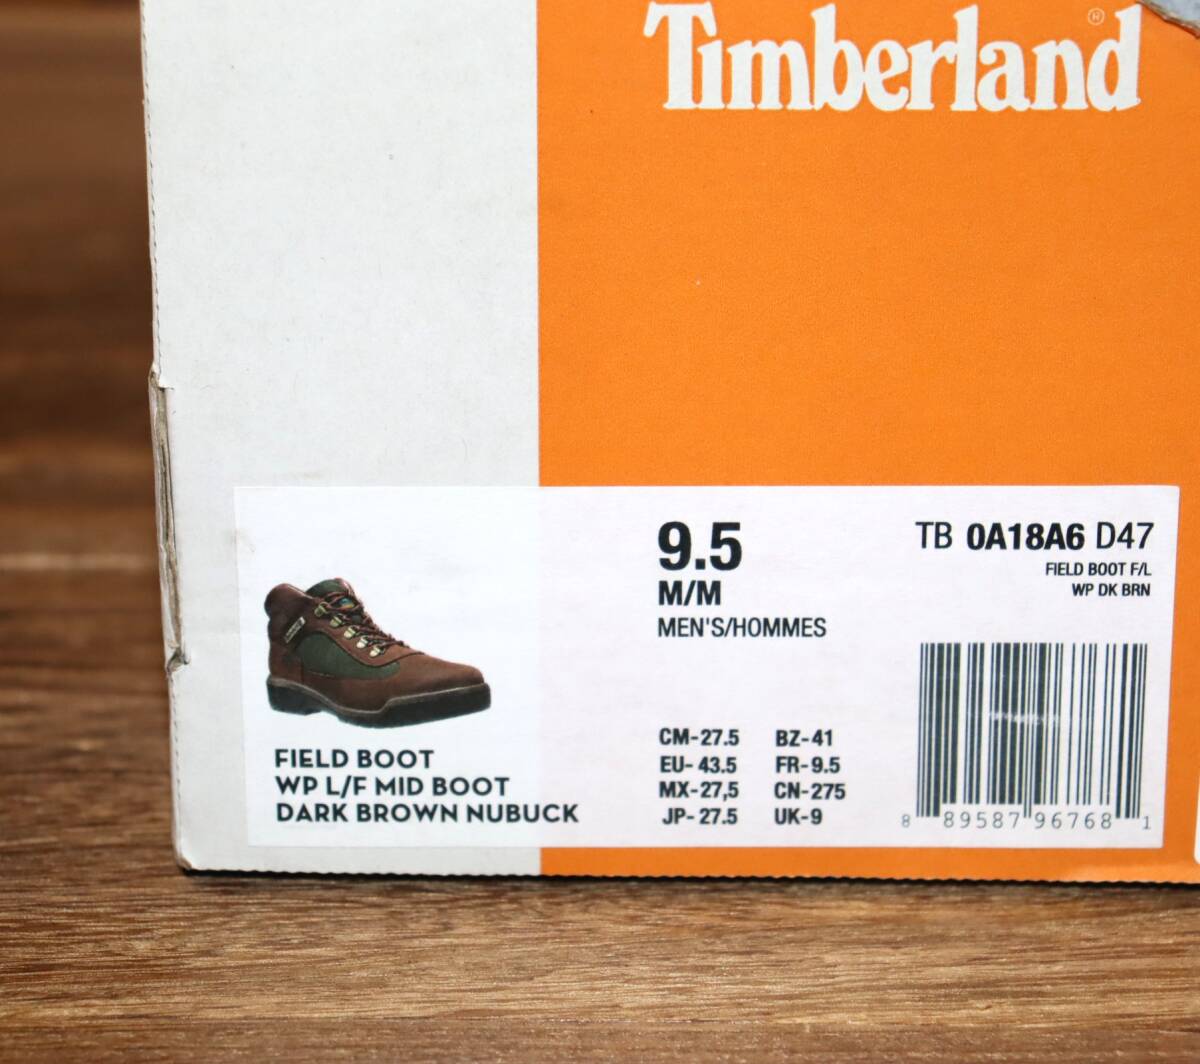 Timberland®
FIELD BOOT
WP L/F MID BOOT
DARK BROWN NUBUCK
9.5
M/M
MEN'S/HOMMES
CM-27.5 BZ-41
EU- 43.5 FR-9.5
MX-27,5 CN-275
JP- 27.5 UK-9
TB 0A18A6 D47
FIELD BOOT F/L
WP DK BRN
8 89587 96768 1